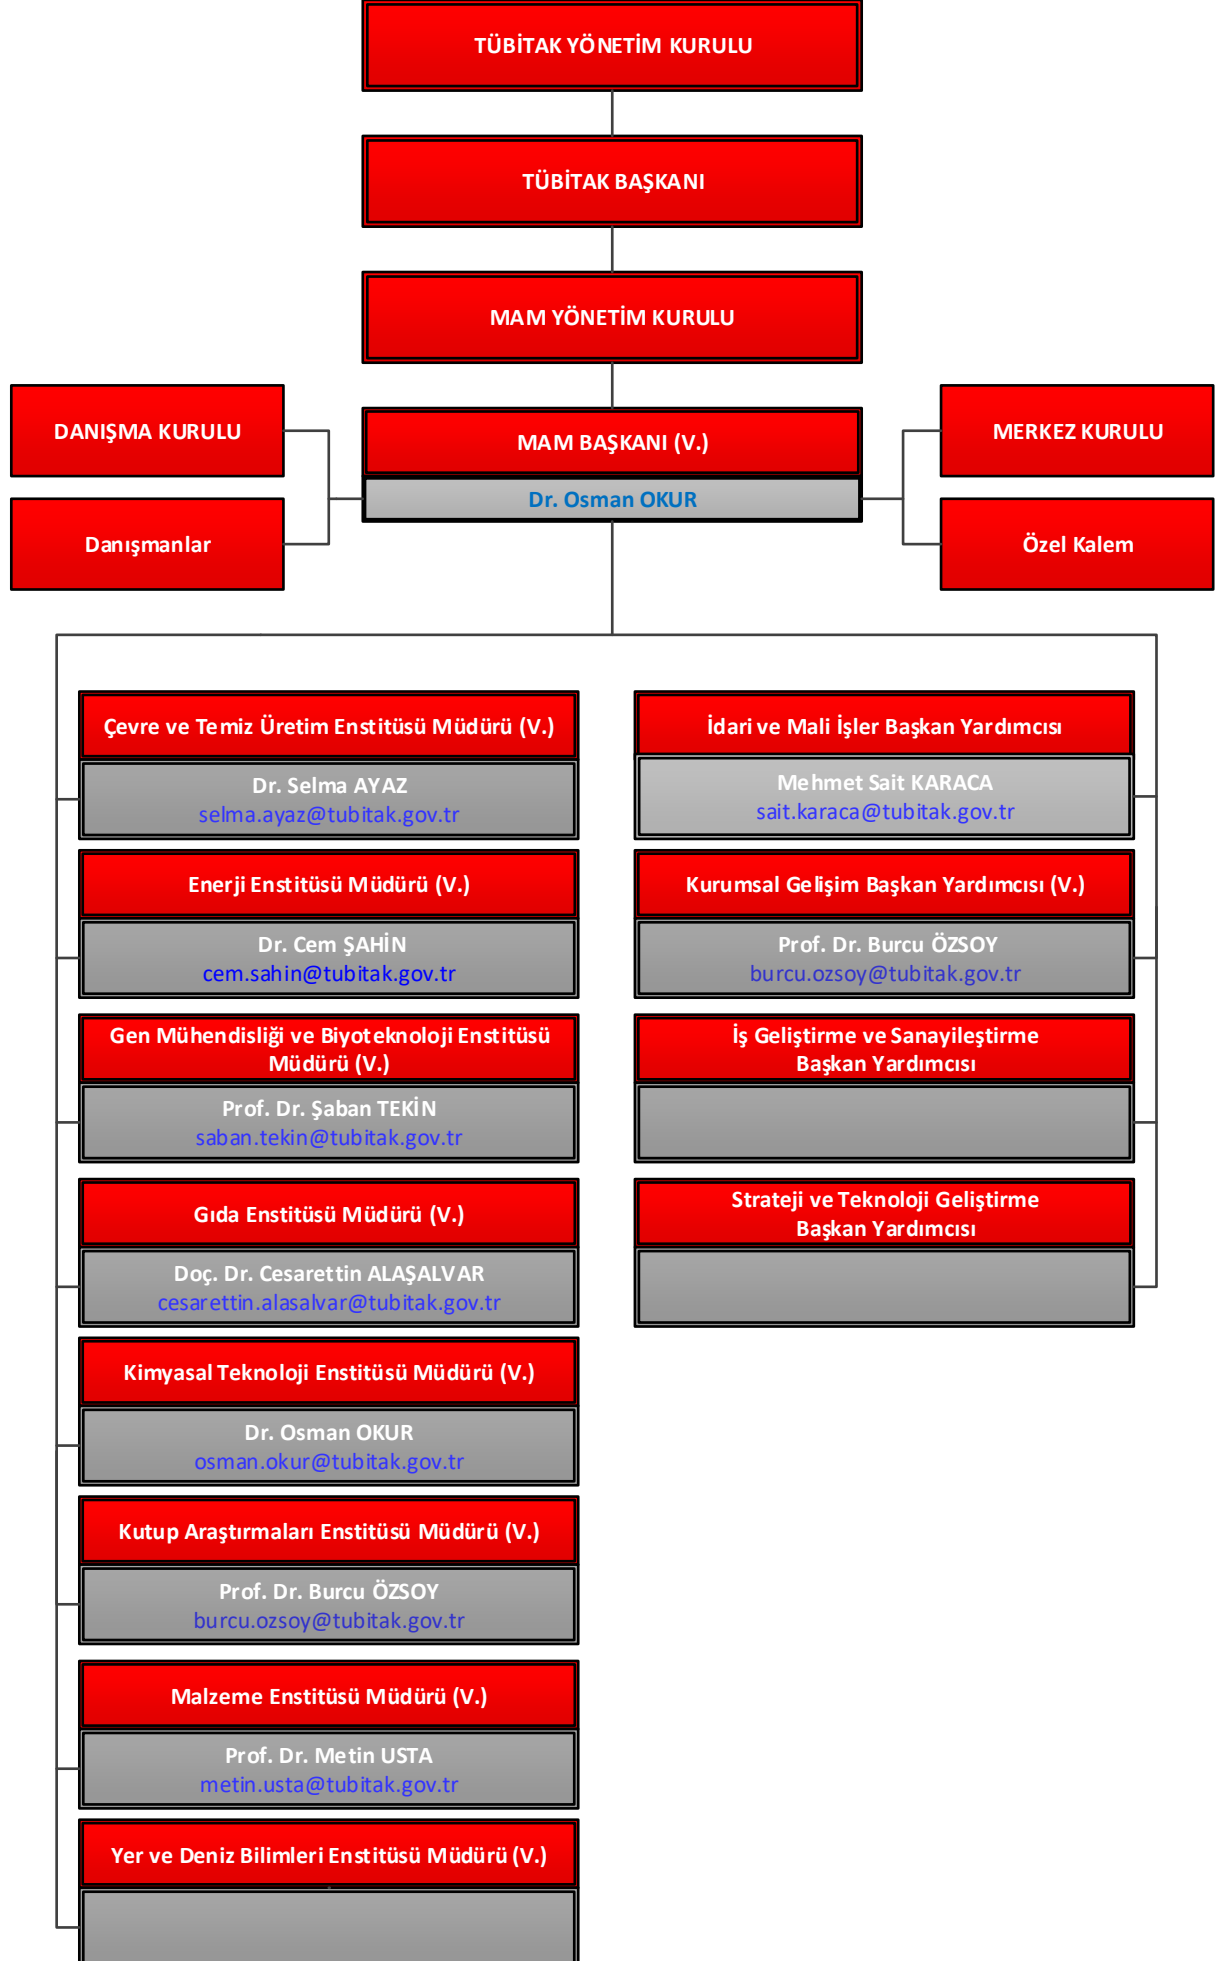 TÜBİTAK YÖNETİM KURULU
TÜBİTAK BAŞKANI
MAM YÖNETİM KURULU
DANIŞMA KURULU
MAM BAŞKANI (V.)
MERKEZ KURULU
Dr. Osman OKUR
Danışmanlar
Özel Kalem
Çevre ve Temiz Üretim Enstitüsü Müdürü (V.)
Dr. Selma AYAZ
selma.ayaz@tubitak.gov.tr
Enerji Enstitüsü Müdürü (V.)
Dr. Cem ŞAHİN
cem.sahin@tubitak.gov.tr
Gen Mühendisliği ve Biyoteknoloji Enstitüsü
Müdürü (V.)
Prof. Dr. Şaban TEKİN
saban.tekin@tubitak.gov.tr
Gıda Enstitüsü Müdürü (V.)
Doç. Dr. Cesarettin ALAŞALVAR
cesarettin.alasalvar@tubitak.gov.tr
Kimyasal Teknoloji Enstitüsü Müdürü (V.)
Dr. Osman OKUR
osman.okur@tubitak.gov.tr
Kutup Araştırmaları Enstitüsü Müdürü (V.)
Prof. Dr. Burcu ÖZSOY
burcu.ozsoy@tubitak.gov.tr
Malzeme Enstitüsü Müdürü (V.)
Prof. Dr. Metin USTA
metin.usta@tubitak.gov.tr
Yer ve Deniz Bilimleri Enstitüsü Müdürü (V.)
İdari ve Mali İşler Başkan Yardımcısı
Mehmet Sait KARACA
sait.karaca@tubitak.gov.tr
Kurumsal Gelişim Başkan Yardımcısı (V.)
Prof. Dr. Burcu ÖZSOY
burcu.ozsoy@tubitak.gov.tr
İş Geliştirme ve Sanayileştirme
Başkan Yardımcısı
Strateji ve Teknoloji Geliştirme
Başkan Yardımcısı